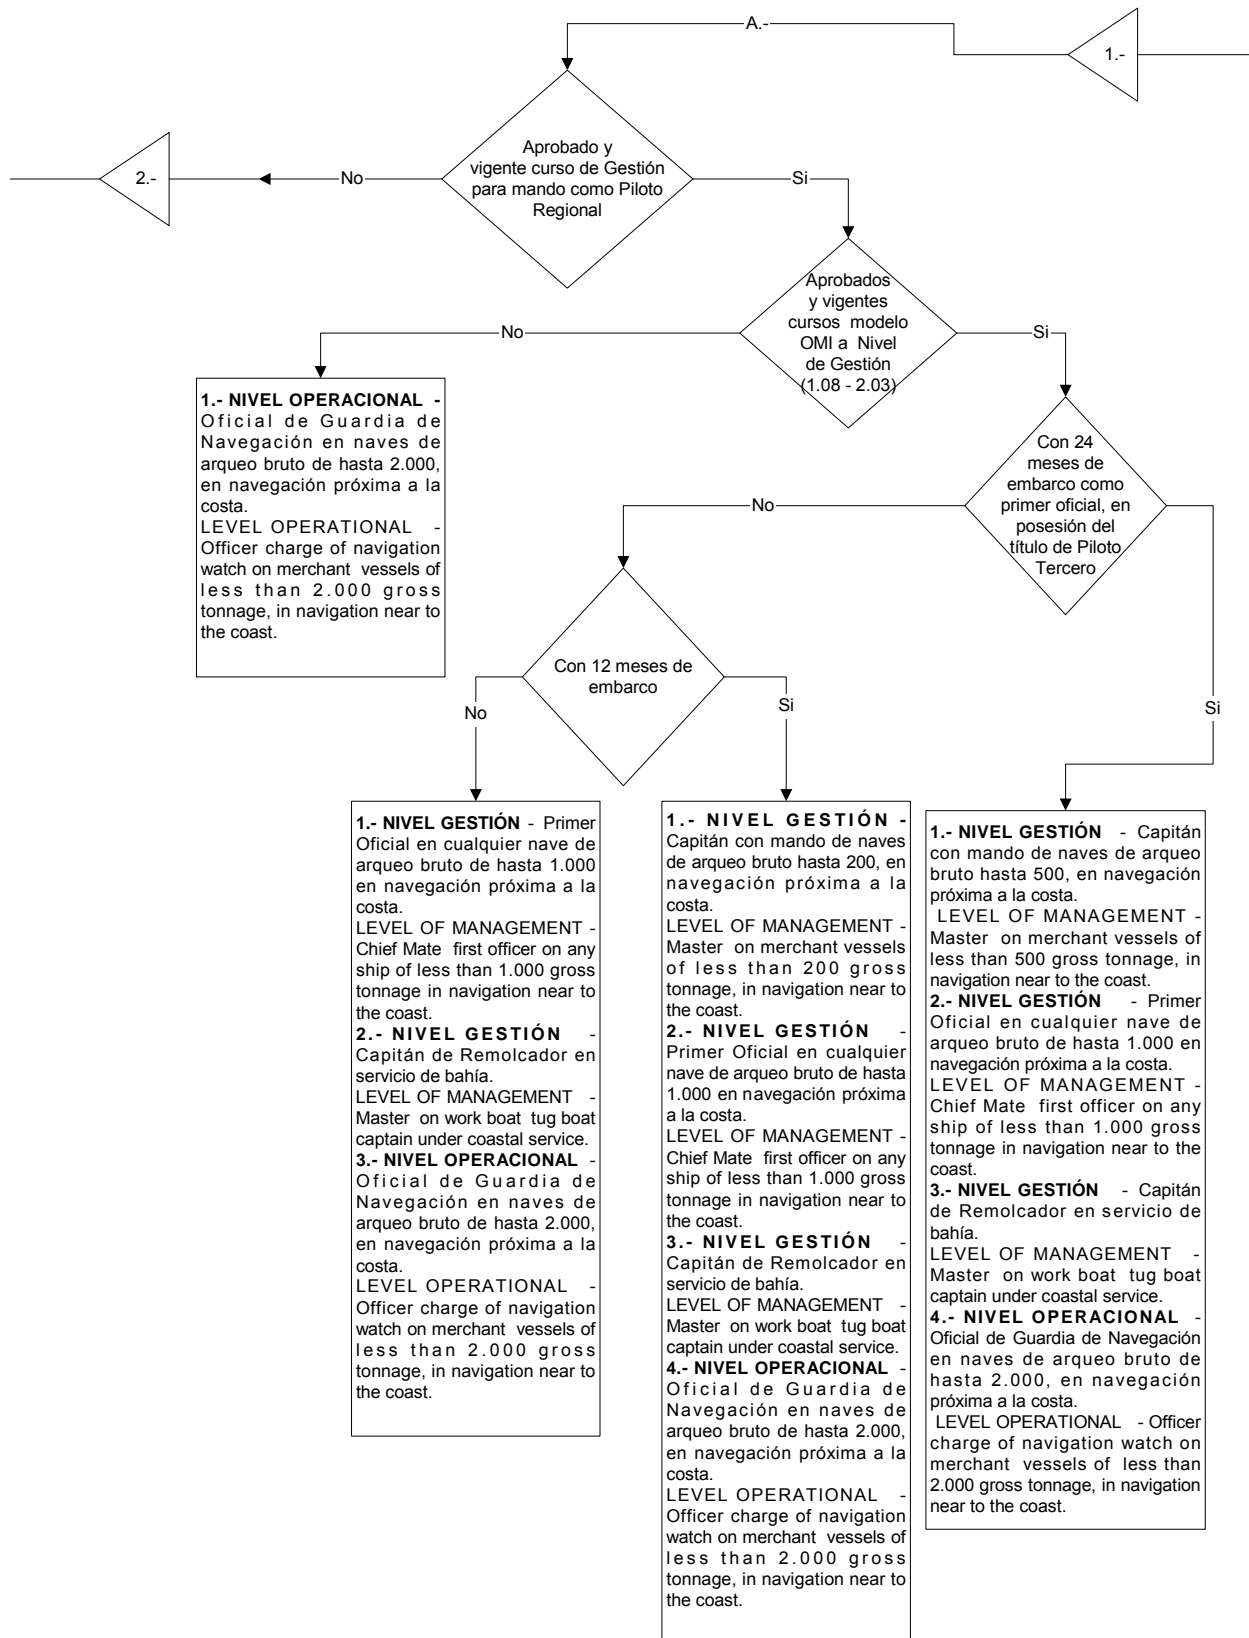 A.-
1.-
Aprobado y
vigente curso de Gestión
para mando como Piloto
Regional
2.-
No
Si
Aprobados
y vigentes
cursos modelo
OMI a Nivel
de Gestión
(1.08 - 2.03)
No
Si
1.- NIVEL OPERACIONAL -
Oficial de Guardia de
Navegación en naves de
arqueo bruto de hasta 2.000,
en navegación próxima a la
costa.
LEVEL OPERATIONAL -
Officer charge of navigation
watch on merchant vessels of
less than 2.000 gross
tonnage, in navigation near to
the coast.
Con 24
meses de
embarco como
primer oficial, en
posesión del
título de Piloto
Tercero
No
Si
Con 12 meses de
embarco
No
Si
1.- NIVEL GESTIÓN - Primer
Oficial en cualquier nave de
arqueo bruto de hasta 1.000
en navegación próxima a la
costa.
LEVEL OF MANAGEMENT -
Chief Mate first officer on any
ship of less than 1.000 gross
tonnage in navigation near to
the coast.
2.- NIVEL GESTIÓN -
Capitán de Remolcador en
servicio de bahía.
LEVEL OF MANAGEMENT -
Master on work boat tug boat
captain under coastal service.
3.- NIVEL OPERACIONAL -
Oficial de Guardia de
Navegación en naves de
arqueo bruto de hasta 2.000,
en navegación próxima a la
costa.
LEVEL OPERATIONAL -
Officer charge of navigation
watch on merchant vessels of
less than 2.000 gross
tonnage, in navigation near to
the coast.
1.- NIVEL GESTIÓN -
Capitán con mando de naves
de arqueo bruto hasta 200, en
navegación próxima a la
costa.
LEVEL OF MANAGEMENT -
Master on merchant vessels
of less than 200 gross
tonnage, in navigation near to
the coast.
2.- NIVEL GESTIÓN -
Primer Oficial en cualquier
nave de arqueo bruto de hasta
1.000 en navegación próxima
a la costa.
LEVEL OF MANAGEMENT -
Chief Mate first officer on any
ship of less than 1.000 gross
tonnage in navigation near to
the coast.
3.- NIVEL GESTIÓN -
Capitán de Remolcador en
servicio de bahía.
LEVEL OF MANAGEMENT -
Master on work boat tug boat
captain under coastal service.
4.- NIVEL OPERACIONAL -
Oficial de Guardia de
Navegación en naves de
arqueo bruto de hasta 2.000,
en navegación próxima a la
costa.
LEVEL OPERATIONAL -
Officer charge of navigation
watch on merchant vessels of
less than 2.000 gross
tonnage, in navigation near to
the coast.
1.- NIVEL GESTIÓN - Capitán
con mando de naves de arqueo
bruto hasta 500, en navegación
próxima a la costa.
LEVEL OF MANAGEMENT -
Master on merchant vessels of
less than 500 gross tonnage, in
navigation near to the coast.
2.- NIVEL GESTIÓN - Primer
Oficial en cualquier nave de
arqueo bruto de hasta 1.000 en
navegación próxima a la costa.
LEVEL OF MANAGEMENT -
Chief Mate first officer on any
ship of less than 1.000 gross
tonnage in navigation near to the
coast.
3.- NIVEL GESTIÓN - Capitán
de Remolcador en servicio de
bahía.
LEVEL OF MANAGEMENT -
Master on work boat tug boat
captain under coastal service.
4.- NIVEL OPERACIONAL -
Oficial de Guardia de Navegación
en naves de arqueo bruto de
hasta 2.000, en navegación
próxima a la costa.
LEVEL OPERATIONAL - Officer
charge of navigation watch on
merchant vessels of less than
2.000 gross tonnage, in navigation
near to the coast.